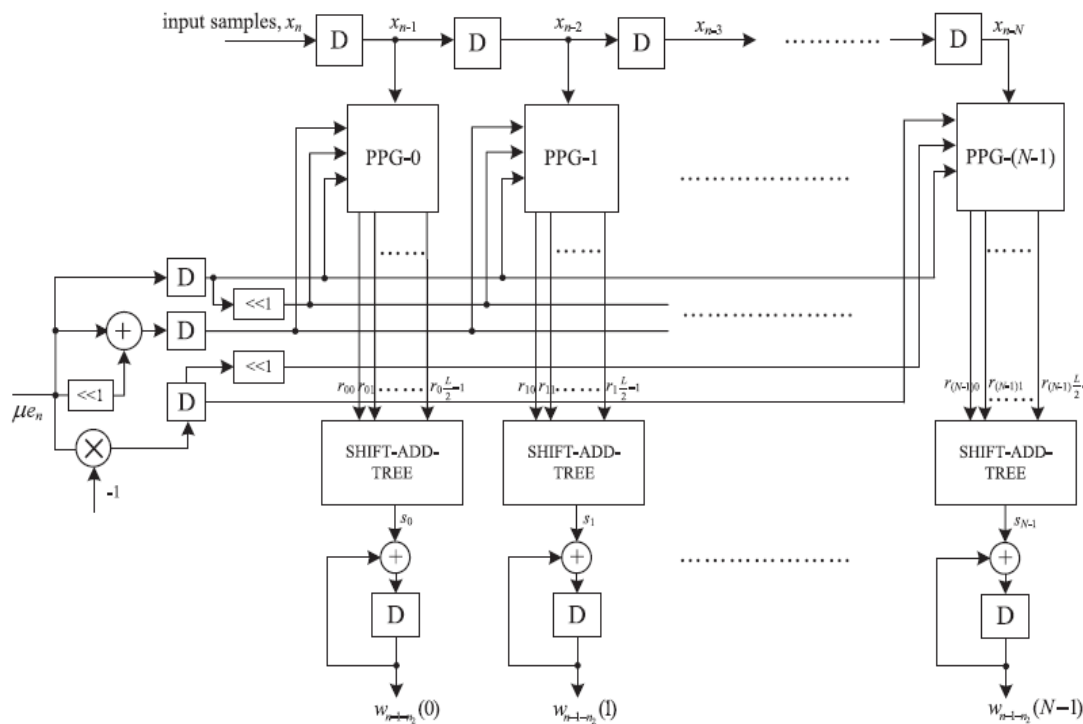 input samples, xₙ D xₙ₋₁ D xₙ₋₂ D xₙ₋₃ ……………… D xₙ₋N
PPG-0 PPG-1 ……………… PPG-(N-1)
…… …… ……
D
<<1 ………………
+ D
<<1
<<1 D
μeₙ
r₀₀ r₀₁ …… r₀ L/2-1 r₁₀ r₁₁ …… r₁ L/2-1 r(N-1)0 r(N-1)1 …… r(N-1) L/2-
×
-1
SHIFT-ADD-TREE SHIFT-ADD-TREE SHIFT-ADD-TREE
s₀ s₁ sN-1
+ + ……………… +
D D D
wₙ₋₁₋ₙ₂(0) wₙ₋₁₋ₙ₂(1) wₙ₋₁₋ₙ₂(N-1)